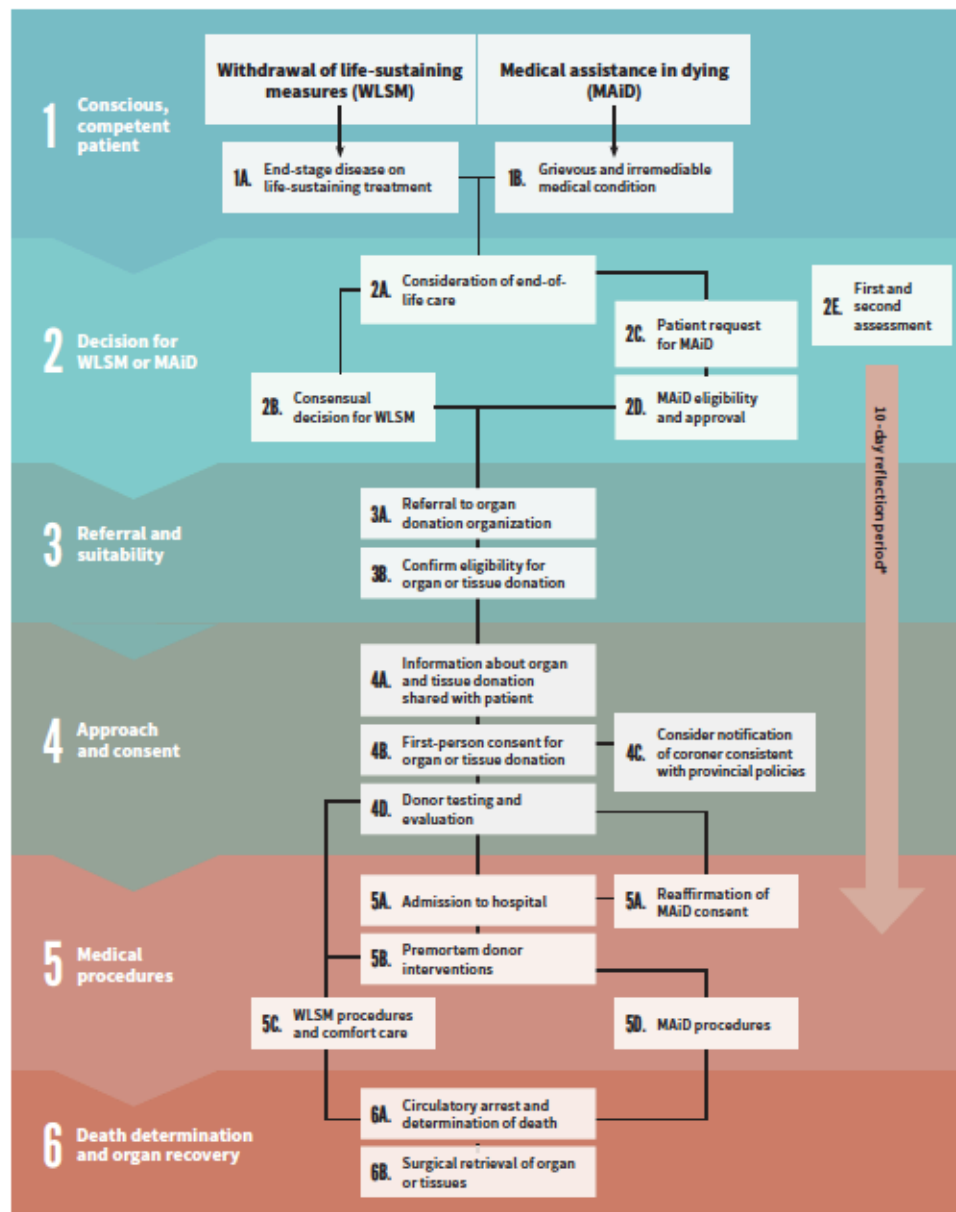 Withdrawal of life-sustaining
measures (WLSM)
Medical assistance in dying
(MAiD)
1 Conscious,
competent
patient
1A. End-stage disease on
life-sustaining treatment
1B. Grievous and irremediable
medical condition
2A. Consideration of end-of-
life care
2E. First and
second
assessment
2C. Patient request
for MAiD
2 Decision for
WLSM or MAiD
2B. Consensual
decision for WLSM
2D. MAiD eligibility
and approval
10-day reflection period*
3 Referral and
suitability
3A. Referral to organ
donation organization
3B. Confirm eligibility for
organ or tissue donation
4 Approach
and consent
4A. Information about organ
and tissue donation
shared with patient
4B. First-person consent for
organ or tissue donation
4C. Consider notification
of coroner consistent
with provincial policies
4D. Donor testing and
evaluation
5 Medical
procedures
5A. Admission to hospital
5A. Reaffirmation of
MAiD consent
5B. Premortem donor
interventions
5C. WLSM procedures
and comfort care
5D. MAiD procedures
6 Death determination
and organ recovery
6A. Circulatory arrest and
determination of death
6B. Surgical retrieval of organ
or tissues